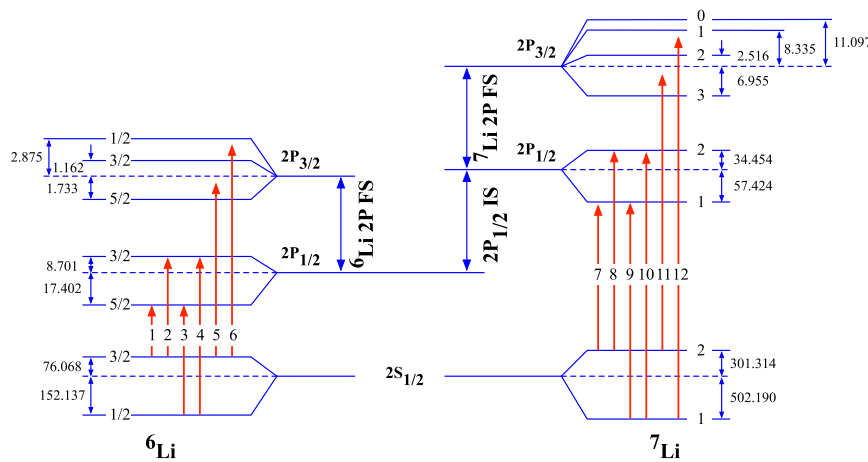 0
1
2P3/2
2
2.516
8.335
11.097
6.955
3
7Li 2P FS
1/2
2.875
3/2
1.162
2P3/2
1.733
5/2
6Li 2P FS
2P1/2
2
34.454
57.424
1
2P1/2 IS
3/2
2P1/2
8.701
17.402
5/2
7 8 9 10 11 12
1 2 3 4 5 6
3/2
76.068
2S1/2
152.137
1/2
2
301.314
502.190
1
6Li
7Li